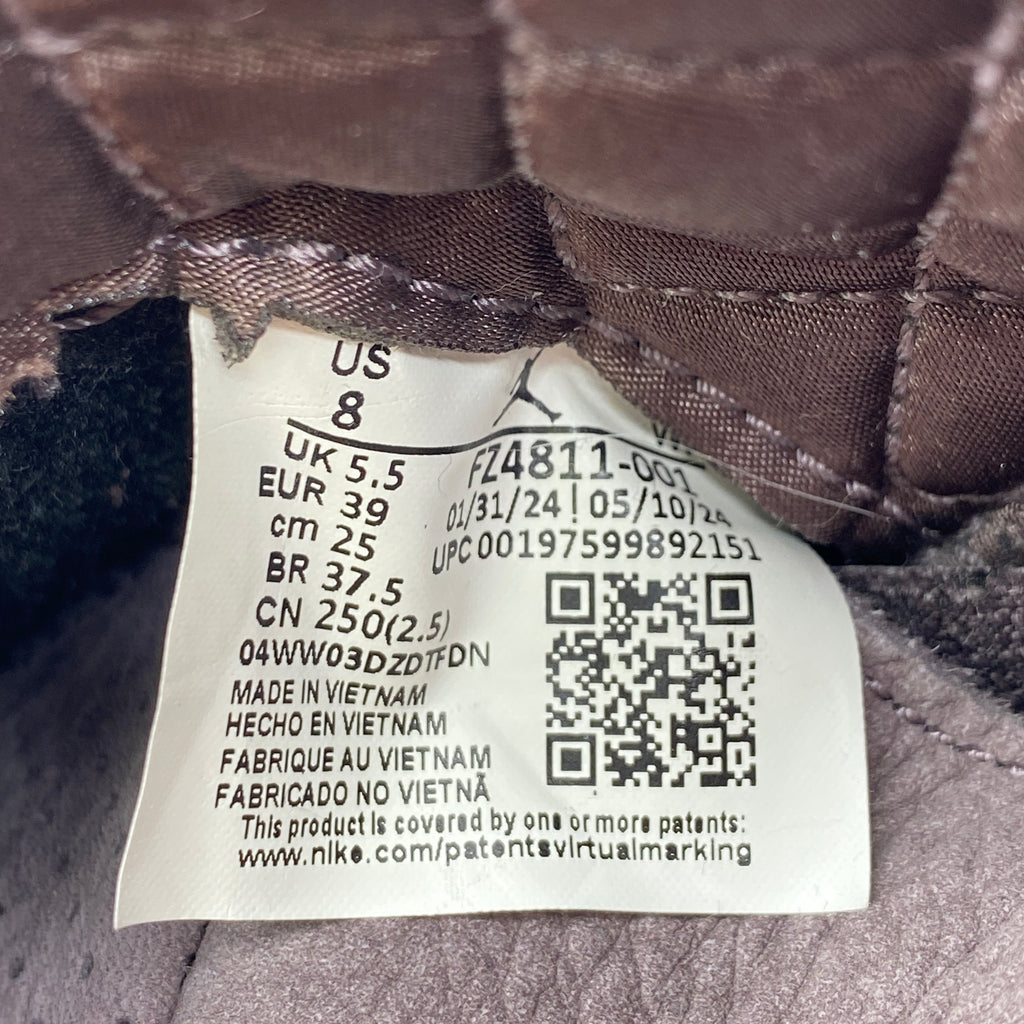 US
8
UK 5.5
EUR 39
cm 25
BR 37.5
CN 250(2.5)
04WW03DZDTFDN
FZ4811-001
01/31/24 | 05/10/24
UPC 00197599892151
MADE IN VIETNAM
HECHO EN VIETNAM
FABRIQUE AU VIETNAM
FABRICADO NO VIETNÃ
This product is covered by one or more patents:
www.nike.com/patentsvirtualmarking